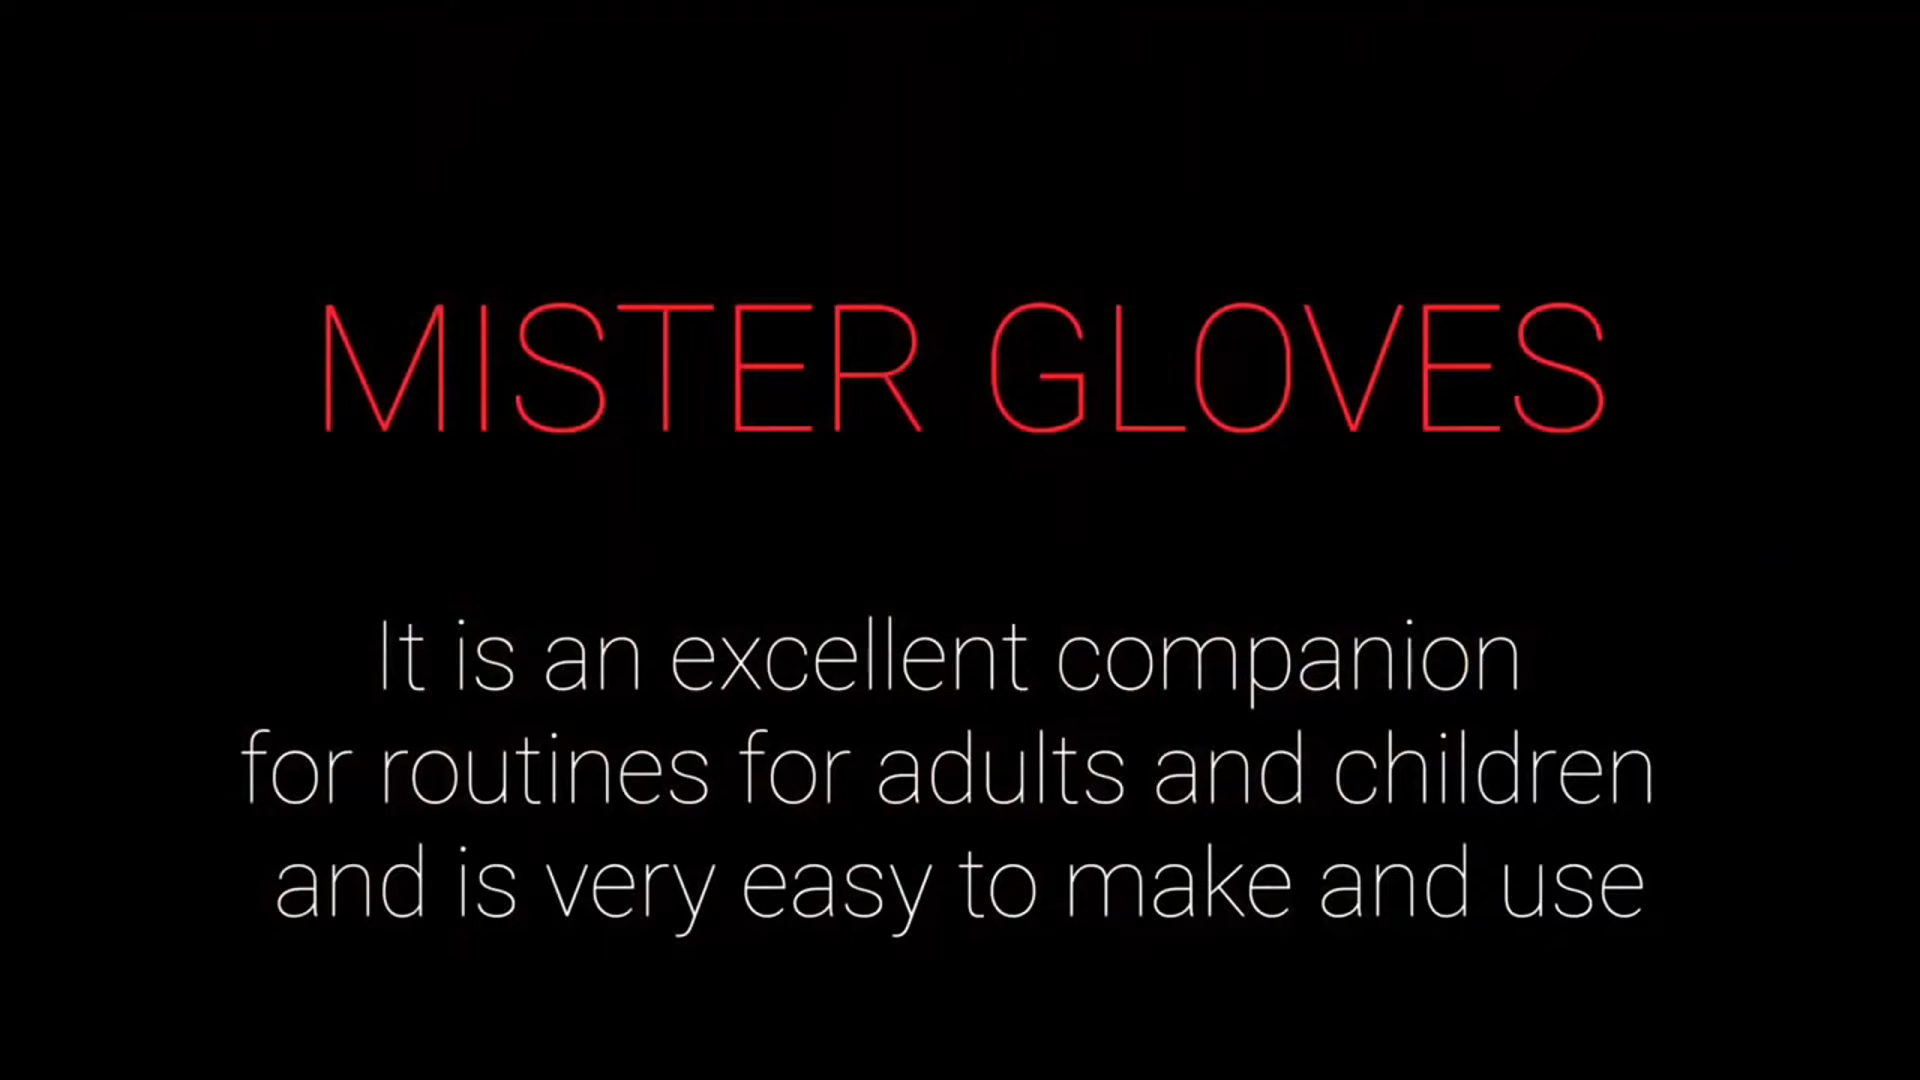 MISTER GLOVES
It is an excellent companion
for routines for adults and children
and is very easy to make and use